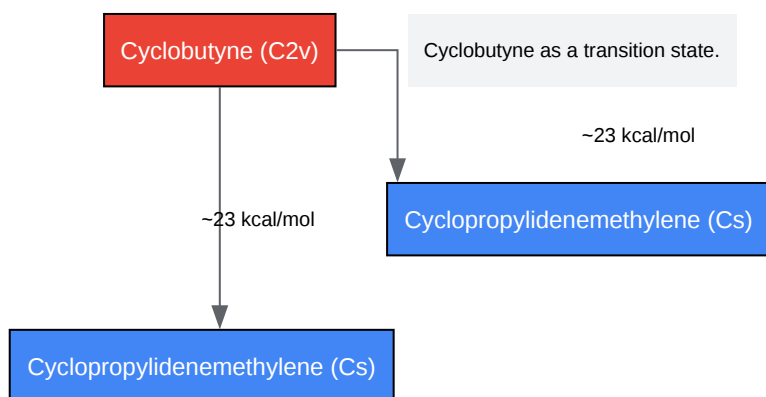 Cyclobutyne (C2v)
Cyclobutyne as a transition state.
~23 kcal/mol
Cyclopropylidenemethylene (Cs)
~23 kcal/mol
Cyclopropylidenemethylene (Cs)